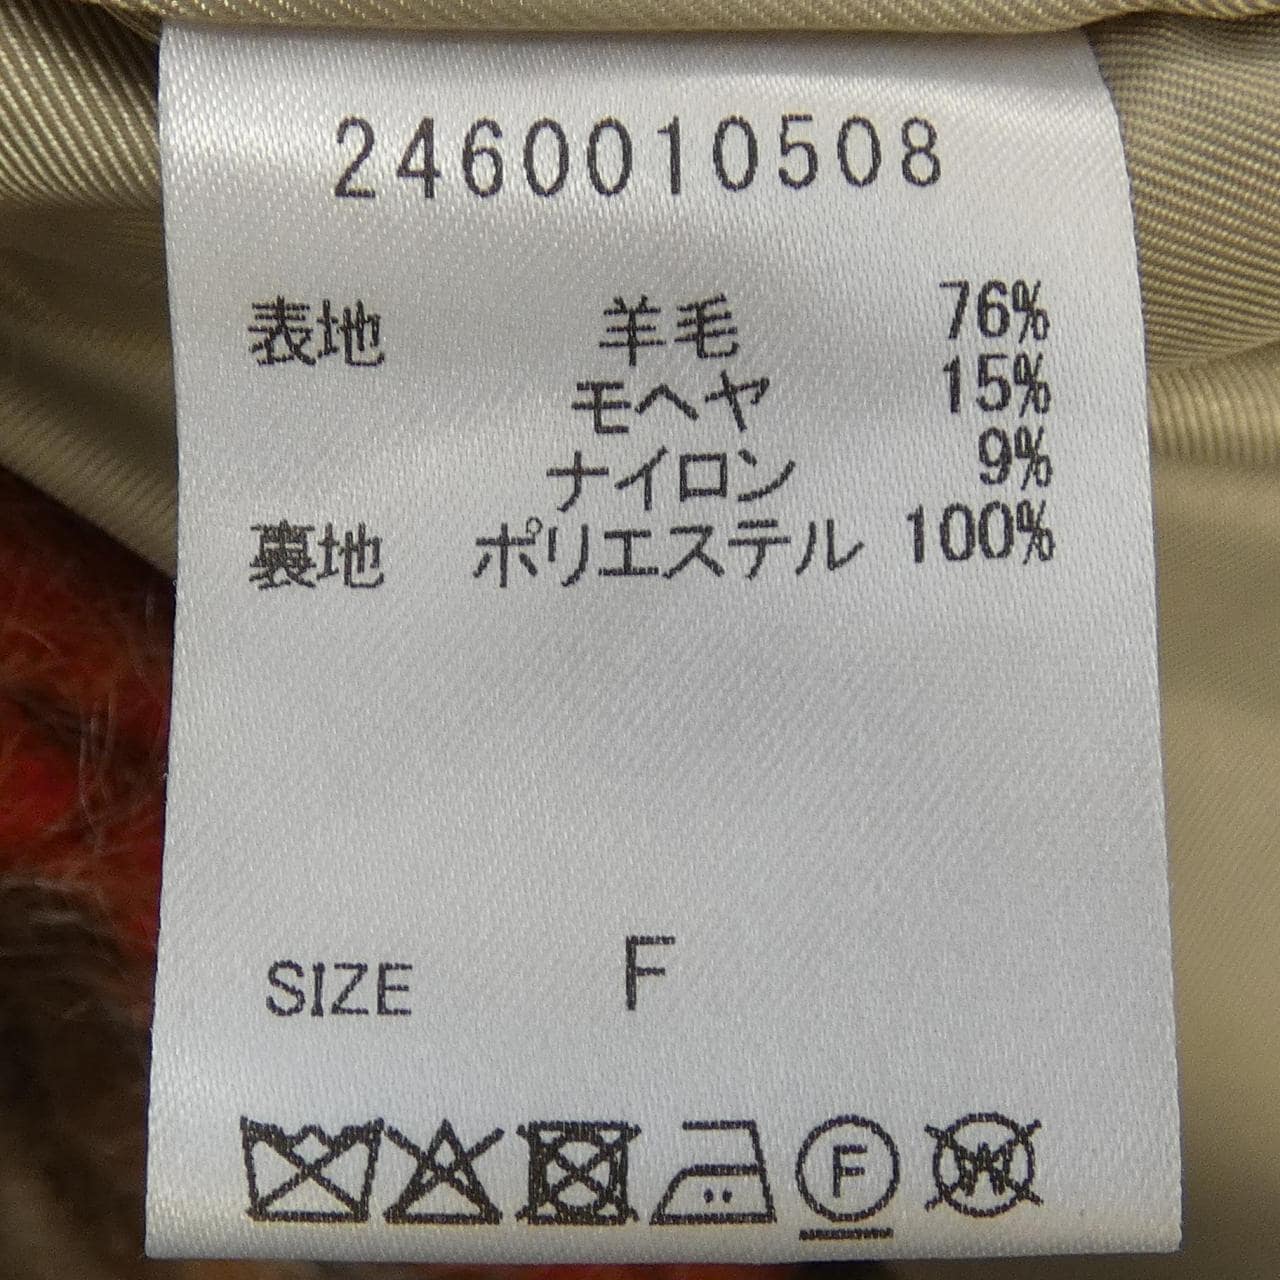 2460010508
表地 羊毛 76%
モヘヤ 15%
ナイロン 9%
裏地 ポリエステル 100%
SIZE F
F W